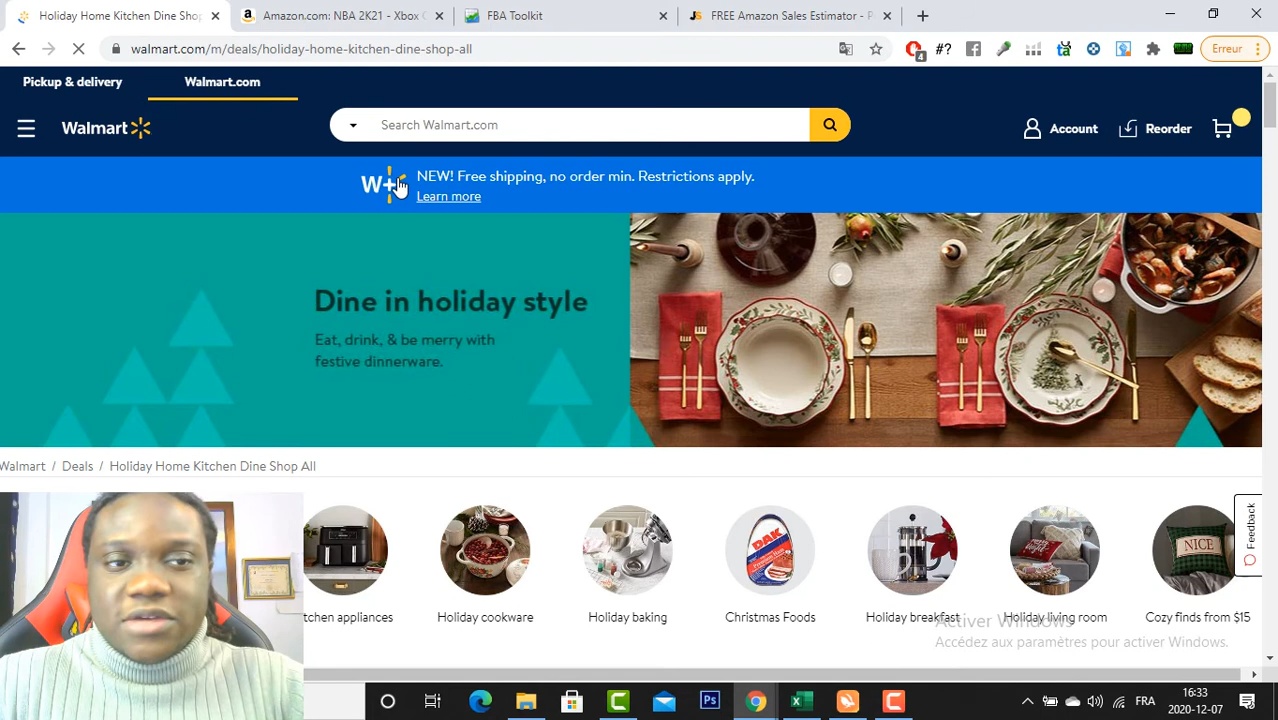 Holiday Home Kitchen Dine Shop
Amazon.com: NBA 2K21 - Xbox
FBA Toolkit
JS
FREE Amazon Sales Estimator - P
walmart.com/m/deals/holiday-home-kitchen-dine-shop-all
4
#?
Erreur
Pickup & delivery
Walmart.com
Walmart
Search Walmart.com
Account
Reorder
W+
NEW! Free shipping, no order min. Restrictions apply.
Learn more
Dine in holiday style
Eat, drink, & be merry with
festive dinnerware.
Walmart / Deals / Holiday Home Kitchen Dine Shop All
Feedback
DAK
NICE
tchen appliances
Holiday cookware
Holiday baking
Christmas Foods
Holiday breakfast
Holiday living room
Cozy finds from $15
Activer Windows
Accédez aux paramètres pour activer Windows.
Ps
FRA
16:33
2020-12-07